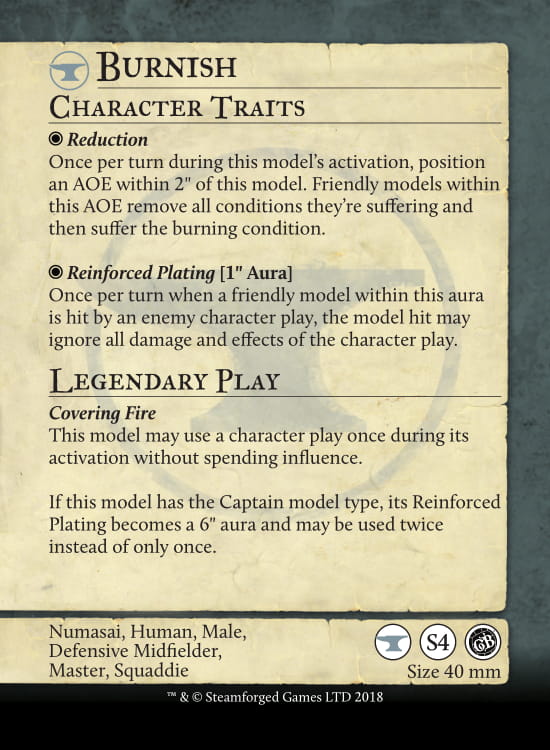 Burnish
Character Traits
Reduction
Once per turn during this model's activation, position
an AOE within 2" of this model. Friendly models within
this AOE remove all conditions they're suffering and
then suffer the burning condition.
Reinforced Plating [1" Aura]
Once per turn when a friendly model within this aura
is hit by an enemy character play, the model hit may
ignore all damage and effects of the character play.
Legendary Play
Covering Fire
This model may use a character play once during its
activation without spending influence.
If this model has the Captain model type, its Reinforced
Plating becomes a 6" aura and may be used twice
instead of only once.
Numasai, Human, Male,
Defensive Midfielder,
Master, Squaddie
S4
GB
Size 40 mm
™ & © Steamforged Games LTD 2018